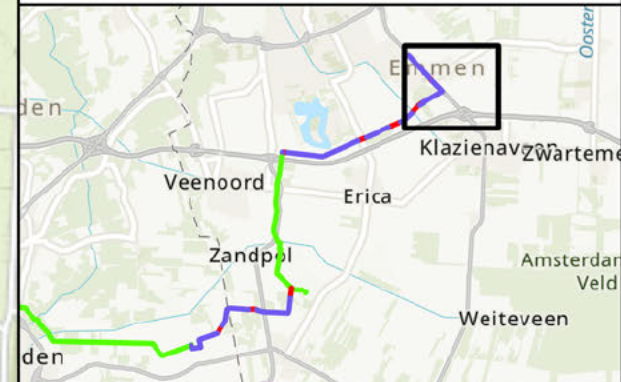 Ooster
Emmen
den
Klazienaveen
Zwarteme
Veenoord
Erica
Zandpol
Amsterdam
Veld
Weiteveen
den